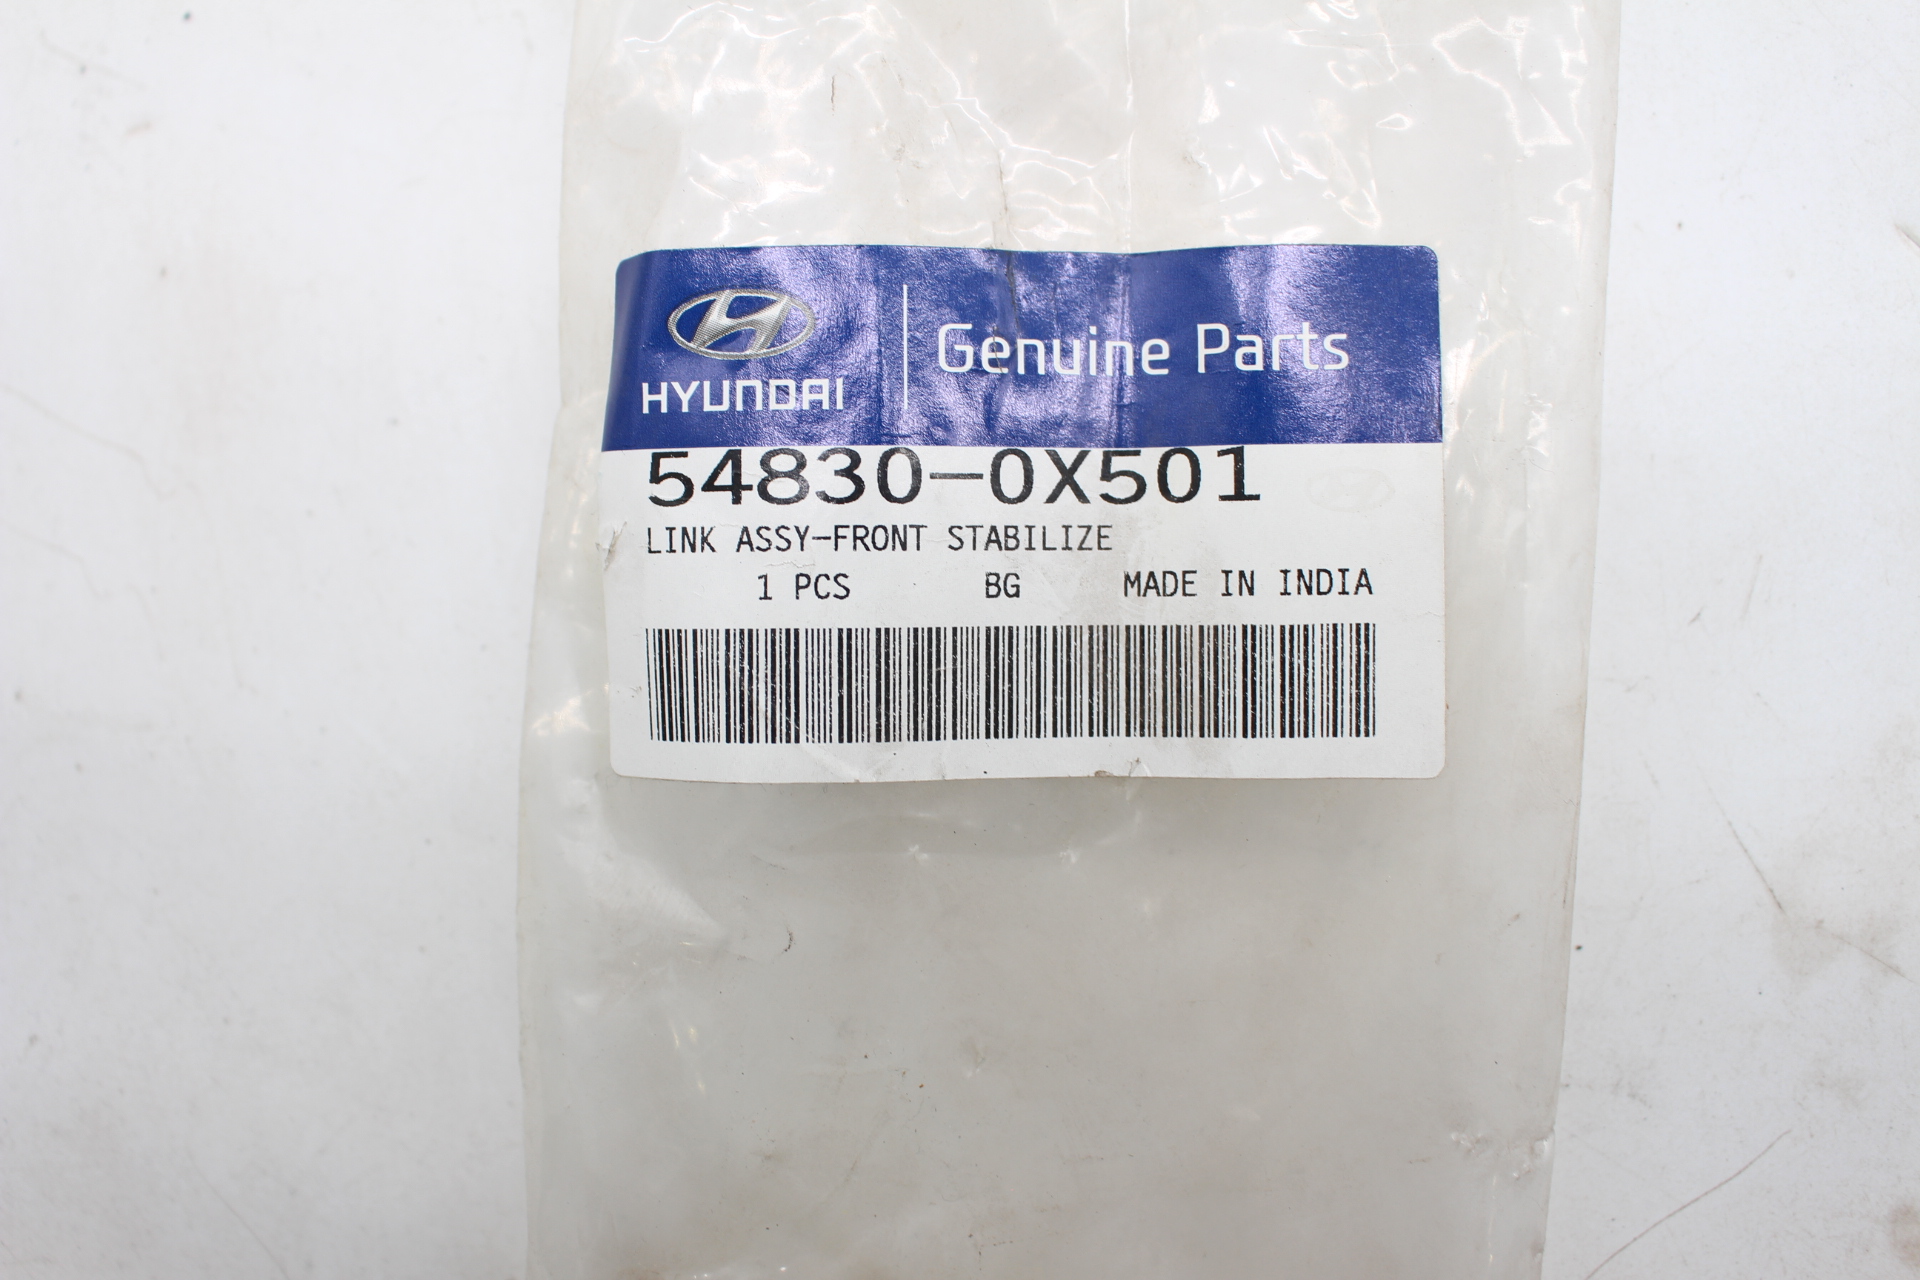 HYUNDAI
Genuine Parts
54830-0X501
LINK ASSY-FRONT STABILIZE
1 PCS BG MADE IN INDIA